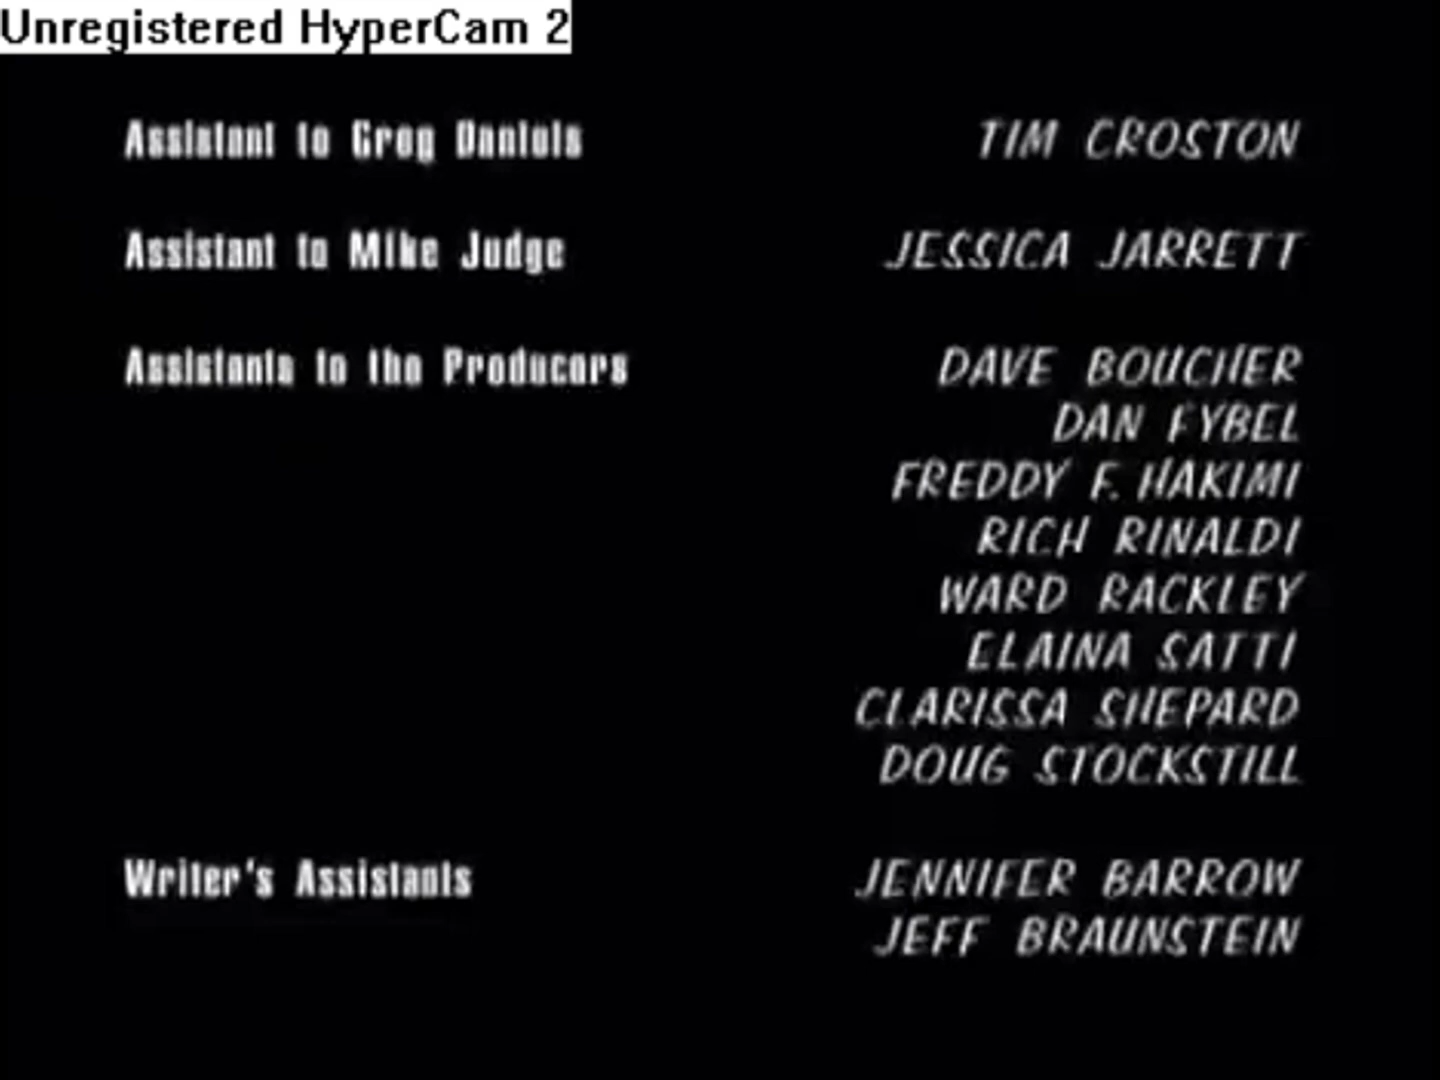 Unregistered HyperCam 2
Assistant to Greg Daniels TIM CROSTON
Assistant to Mike Judge JESSICA JARRETT
Assistants to the Producers DAVE BOUCHER
DAN FYBEL
FREDDY F. HAKIMI
RICH RINALDI
WARD RACKLEY
ELAINA SATTI
CLARISSA SHEPARD
DOUG STOCKSTILL
Writer's Assistants JENNIFER BARROW
JEFF BRAUNSTEIN